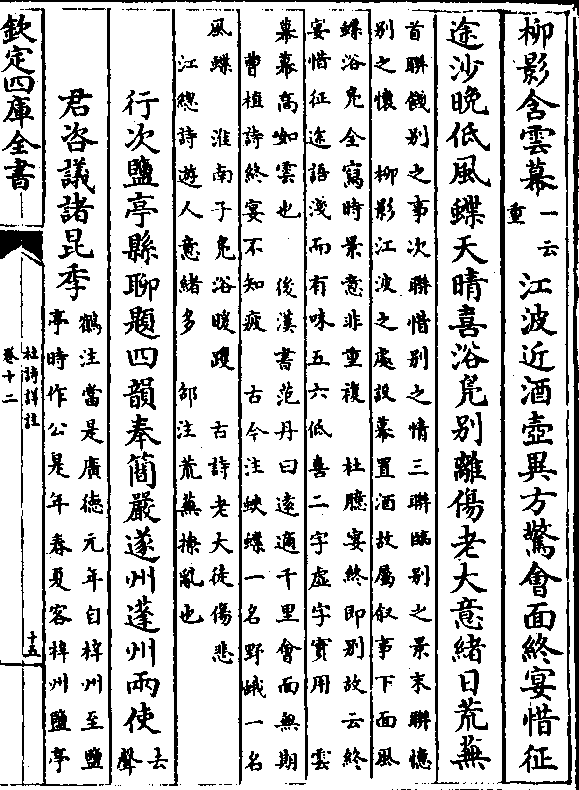 柳影含雲幕一云重江波近酒壺異方驚會面終宴惜征
途沙晚低風蝶天晴喜浴鳧别離傷老大意緒日荒蕪
首聯餞别之事次聯惜别之情三聯臨别之景末聯憶
别之懷　柳影江波之處設幕置酒故屬叙事下面風
蝶浴鳧全寫時景意非重複　杜臆宴終即别故云終
宴惜征途語淺而有味五六低喜二字虚字實用　雲
幕幕高如雲也　後漢書范丹曰遠適千里會面無期
曹植詩終宴不知疲　古今注蛺蝶一名野蛾一名
風蝶　淮南子鳧浴蝯躩　古詩老大徒傷悲
江總詩遊人意緒多　邵注荒蕪撩亂也
行次鹽亭縣聊題四韻奉簡嚴遂州蓬州兩使去聲
君咨議諸昆季
鶴注當是廣德元年自梓州至鹽
亭時作公是年春夏客梓州鹽亭
欽定四庫全書
杜詩詳註
卷十二
十五